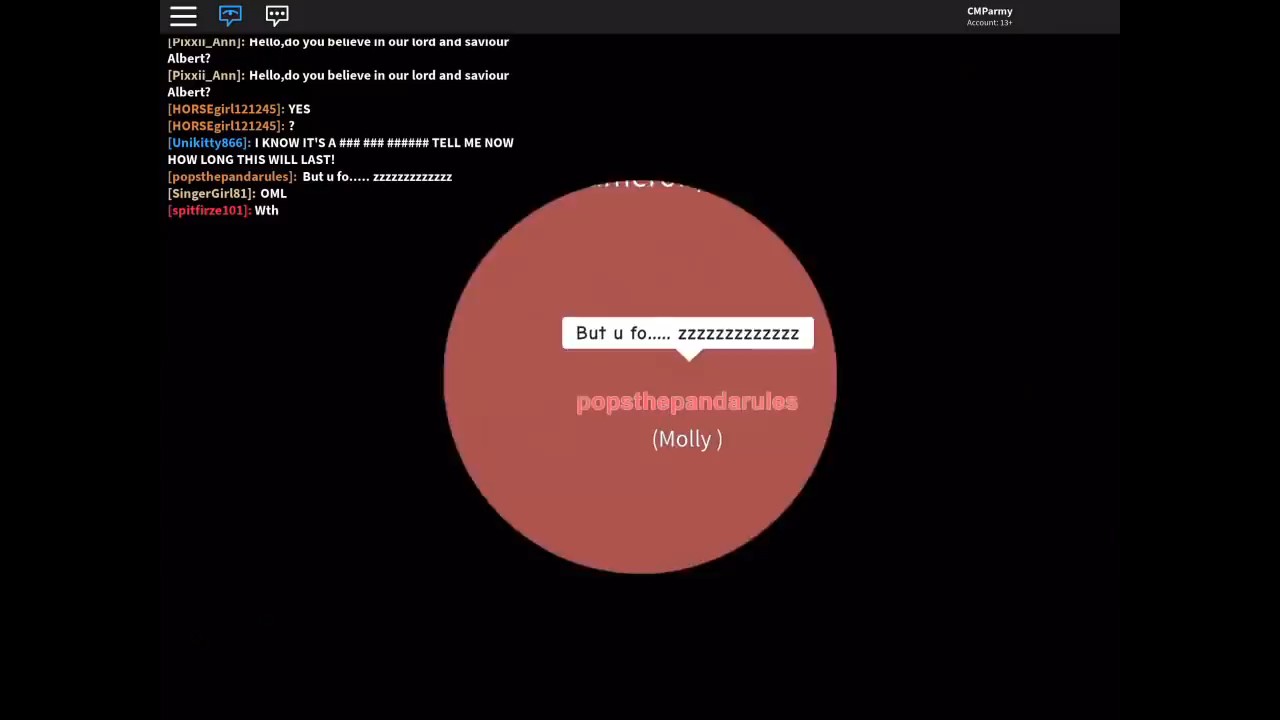 CMParmy
Account: 13+
[Pixxii_Ann]: Hello,do you believe in our lord and saviour
Albert?
[Pixxii_Ann]: Hello,do you believe in our lord and saviour
Albert?
[HORSEgirl121245]: YES
[HORSEgirl121245]: ?
[Unikitty866]: I KNOW IT'S A ### ### ###### TELL ME NOW
HOW LONG THIS WILL LAST!
[popsthepandarules]: But u fo..... zzzzzzzzzzzzz
[SingerGirl81]: OML
[spitfirze101]: Wth
But u fo..... zzzzzzzzzzzzz
popsthepandarules
(Molly )